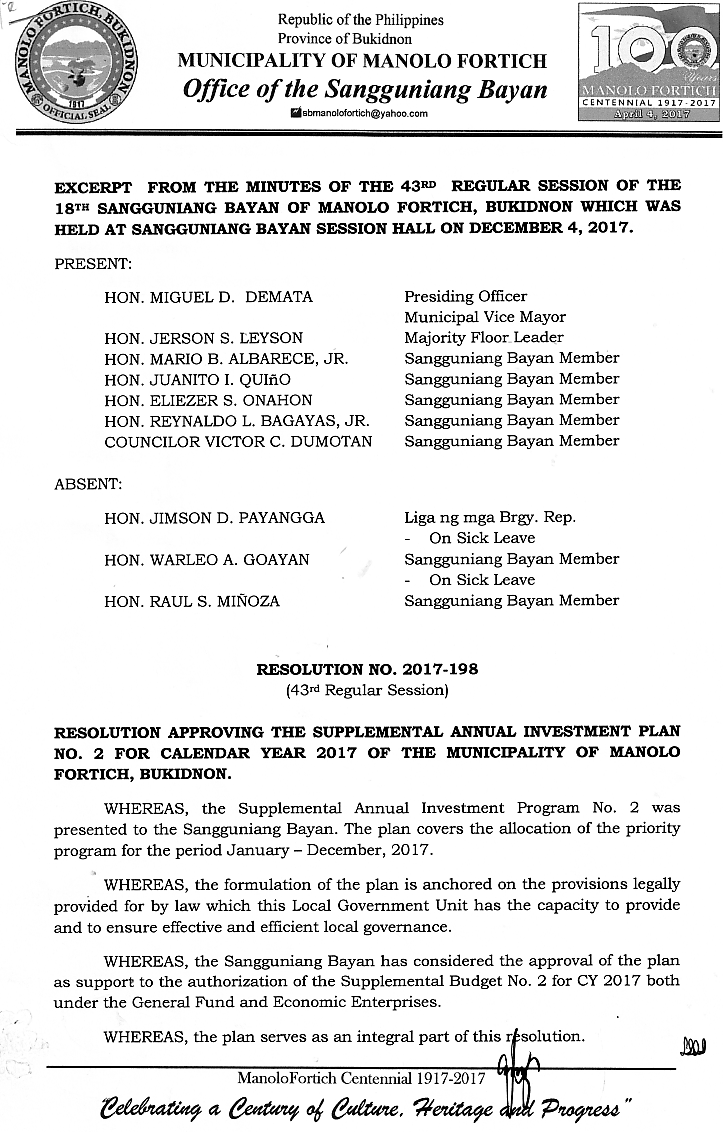 Republic of the Philippines
Province of Bukidnon
MUNICIPALITY OF MANOLO FORTICH
Office of the Sangguniang Bayan
sbmanolofortich@yahoo.com
MANOLO FORTICH, BUKIDNON
1917
OFFICIAL SEAL
100 Years
MANOLO FORTICH
CENTENNIAL 1917-2017
April 4, 2017
EXCERPT FROM THE MINUTES OF THE 43RD REGULAR SESSION OF THE
18TH SANGGUNIANG BAYAN OF MANOLO FORTICH, BUKIDNON WHICH WAS
HELD AT SANGGUNIANG BAYAN SESSION HALL ON DECEMBER 4, 2017.
PRESENT:
HON. MIGUEL D. DEMATA Presiding Officer
Municipal Vice Mayor
HON. JERSON S. LEYSON Majority Floor Leader
HON. MARIO B. ALBARECE, JR. Sangguniang Bayan Member
HON. JUANITO I. QUIñO Sangguniang Bayan Member
HON. ELIEZER S. ONAHON Sangguniang Bayan Member
HON. REYNALDO L. BAGAYAS, JR. Sangguniang Bayan Member
COUNCILOR VICTOR C. DUMOTAN Sangguniang Bayan Member
ABSENT:
HON. JIMSON D. PAYANGGA Liga ng mga Brgy. Rep.
- On Sick Leave
HON. WARLEO A. GOAYAN Sangguniang Bayan Member
- On Sick Leave
HON. RAUL S. MIÑOZA Sangguniang Bayan Member
RESOLUTION NO. 2017-198
(43rd Regular Session)
RESOLUTION APPROVING THE SUPPLEMENTAL ANNUAL INVESTMENT PLAN
NO. 2 FOR CALENDAR YEAR 2017 OF THE MUNICIPALITY OF MANOLO
FORTICH, BUKIDNON.
WHEREAS, the Supplemental Annual Investment Program No. 2 was
presented to the Sangguniang Bayan. The plan covers the allocation of the priority
program for the period January – December, 2017.
WHEREAS, the formulation of the plan is anchored on the provisions legally
provided for by law which this Local Government Unit has the capacity to provide
and to ensure effective and efficient local governance.
WHEREAS, the Sangguniang Bayan has considered the approval of the plan
as support to the authorization of the Supplemental Budget No. 2 for CY 2017 both
under the General Fund and Economic Enterprises.
WHEREAS, the plan serves as an integral part of this resolution.
ManoloFortich Centennial 1917-2017
"Celebrating a Century of Culture, Heritage and Progress"